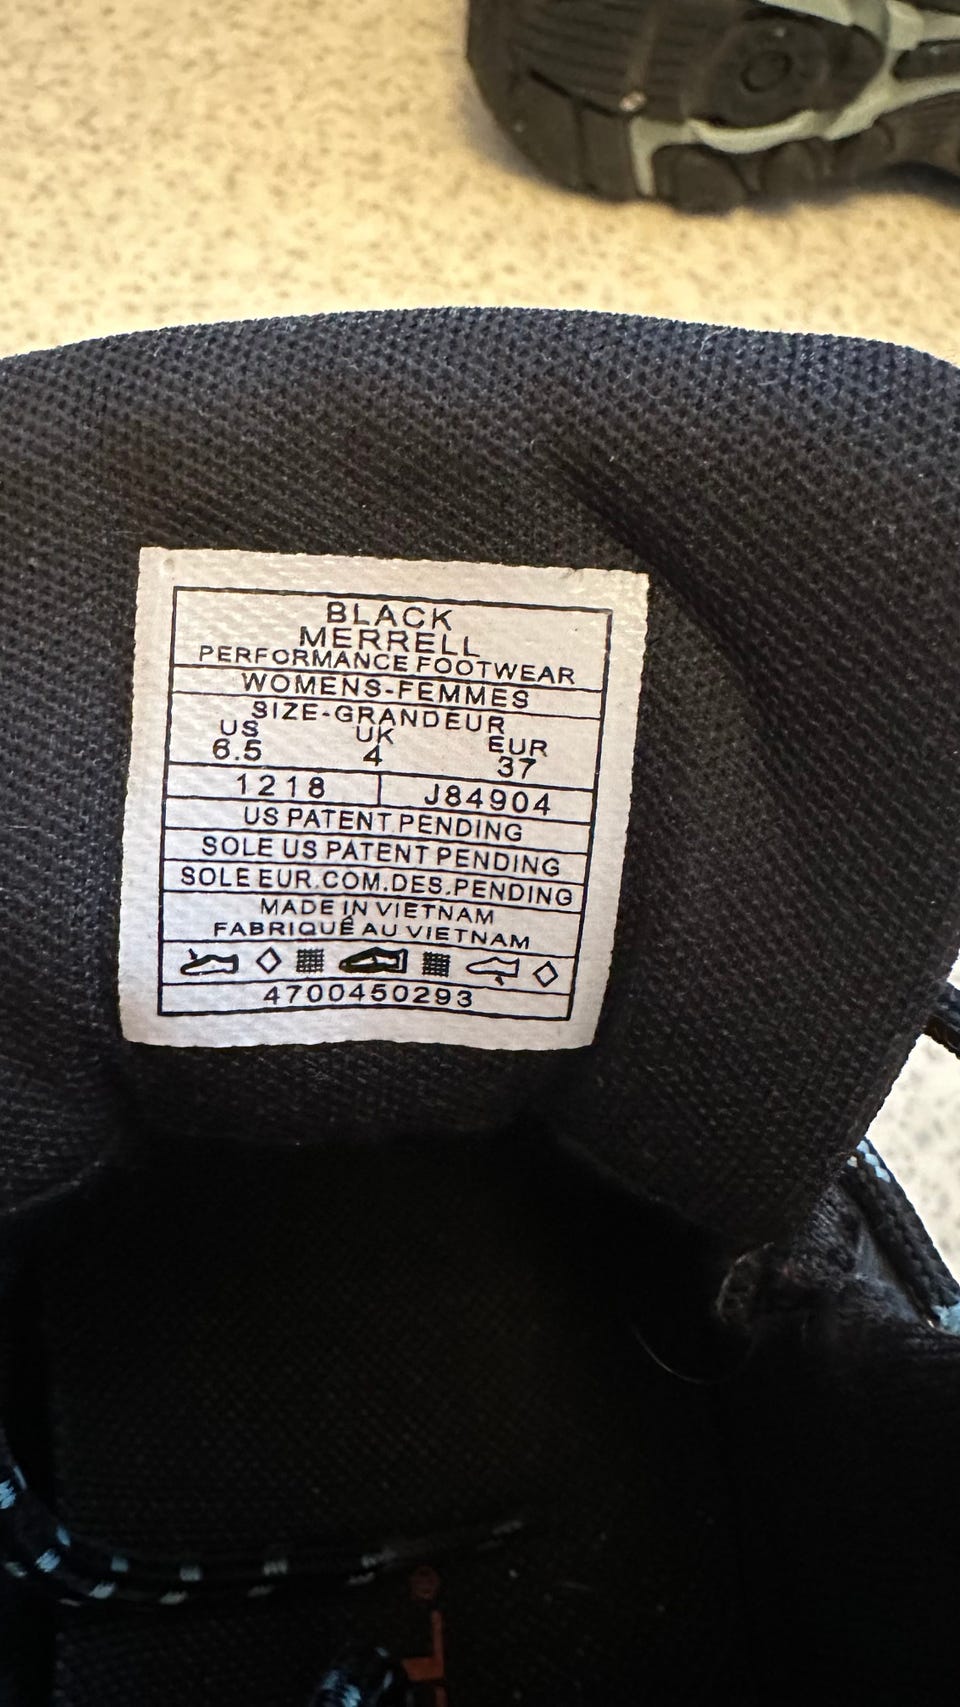 BLACK
MERRELL
PERFORMANCE FOOTWEAR
WOMENS-FEMMES
SIZE-GRANDEUR
US UK EUR
6.5 4 37
1218 J84904
US PATENT PENDING
SOLE US PATENT PENDING
SOLE EUR.COM.DES.PENDING
MADE IN VIETNAM
FABRIQUÉ AU VIETNAM
4700450293